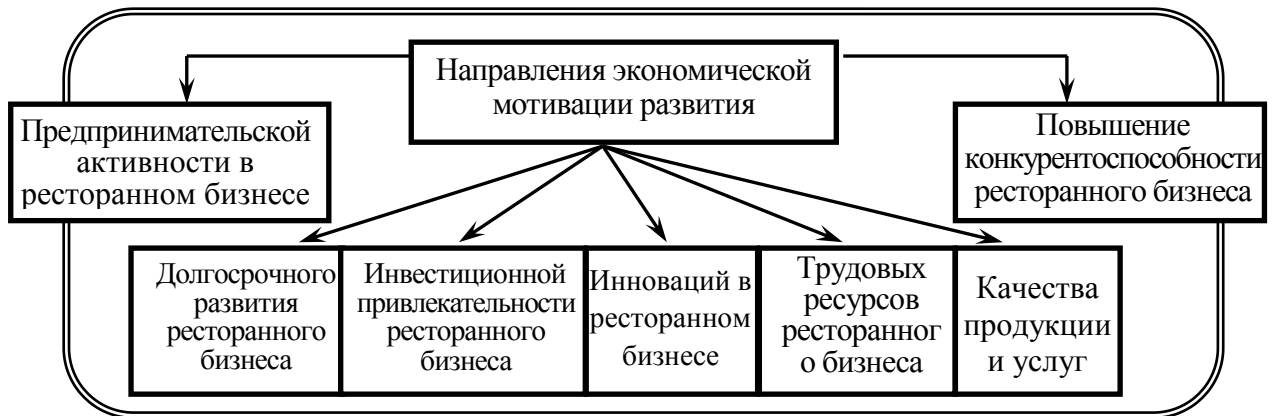 Направления экономической
мотивации развития
Предпринимательской
активности в
ресторанном бизнесе
Повышение
конкурентоспособности
ресторанного бизнеса
Долгосрочного
развития
ресторанного
бизнеса
Инвестиционной
привлекательности
ресторанного
бизнеса
Инноваций в
ресторанном
бизнесе
Трудовых
ресурсов
ресторанног
о бизнеса
Качества
продукции
и услуг